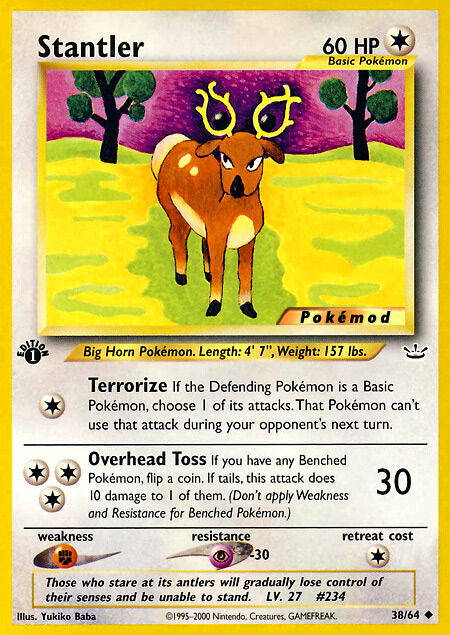 Stantler
60 HP
Basic Pokémon
Pokémod
EDITION
1
Big Horn Pokémon. Length: 4' 7", Weight: 157 lbs.
Terrorize If the Defending Pokémon is a Basic
Pokémon, choose 1 of its attacks. That Pokémon can't
use that attack during your opponent's next turn.
Overhead Toss If you have any Benched
Pokémon, flip a coin. If tails, this attack does
10 damage to 1 of them. (Don't apply Weakness
and Resistance for Benched Pokémon.)
30
weakness
resistance
retreat cost
-30
Those who stare at its antlers will gradually lose control of
their senses and be unable to stand. LV. 27 #234
Illus. Yukiko Baba
©1995-2000 Nintendo, Creatures, GAMEFREAK.
38/64